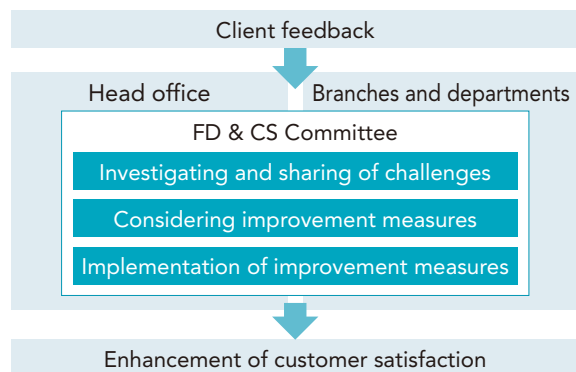 Client feedback
Head office
Branches and departments
FD & CS Committee
Investigating and sharing of challenges
Considering improvement measures
Implementation of improvement measures
Enhancement of customer satisfaction